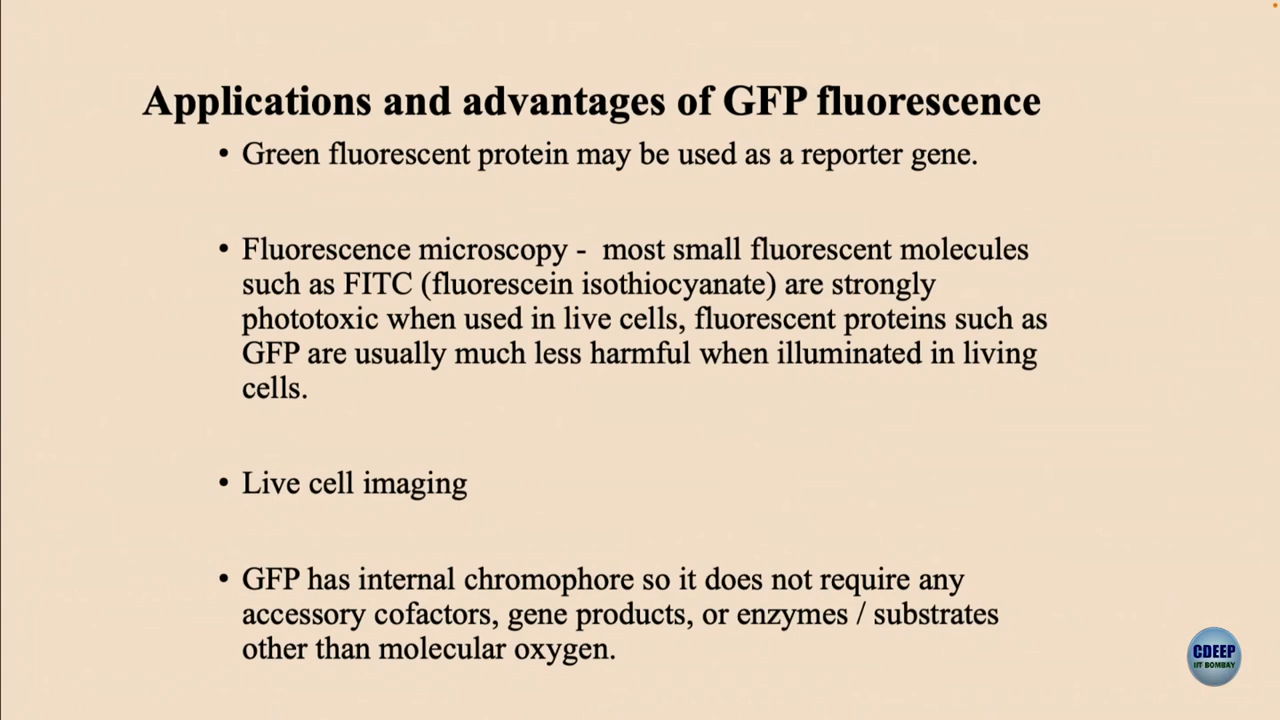 Applications and advantages of GFP fluorescence
• Green fluorescent protein may be used as a reporter gene.
• Fluorescence microscopy - most small fluorescent molecules
such as FITC (fluorescein isothiocyanate) are strongly
phototoxic when used in live cells, fluorescent proteins such as
GFP are usually much less harmful when illuminated in living
cells.
• Live cell imaging
• GFP has internal chromophore so it does not require any
accessory cofactors, gene products, or enzymes / substrates
other than molecular oxygen.
CDEEP
IIT BOMBAY